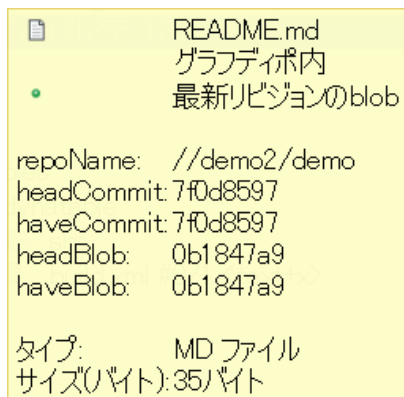 README.md
グラフディポ内
最新リビジョンのblob
repoName: //demo2/demo
headCommit: 7f0d8597
haveCommit: 7f0d8597
headBlob: 0b1847a9
haveBlob: 0b1847a9
タイプ: MD ファイル
サイズ(バイト): 35バイト